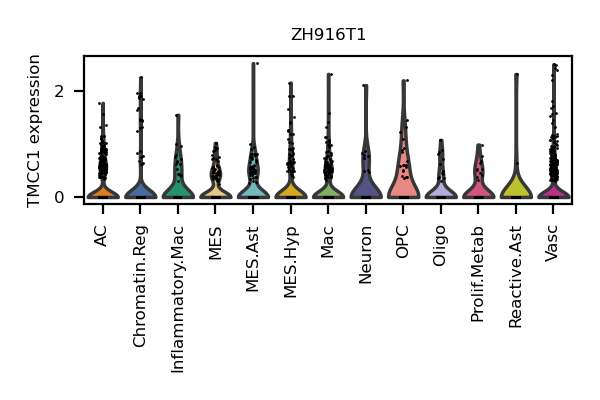 ZH916T1
TMCC1 expression
2
0
AC
Chromatin.Reg
Inflammatory.Mac
MES
MES.Ast
MES.Hyp
Mac
Neuron
OPC
Oligo
Prolif.Metab
Reactive.Ast
Vasc